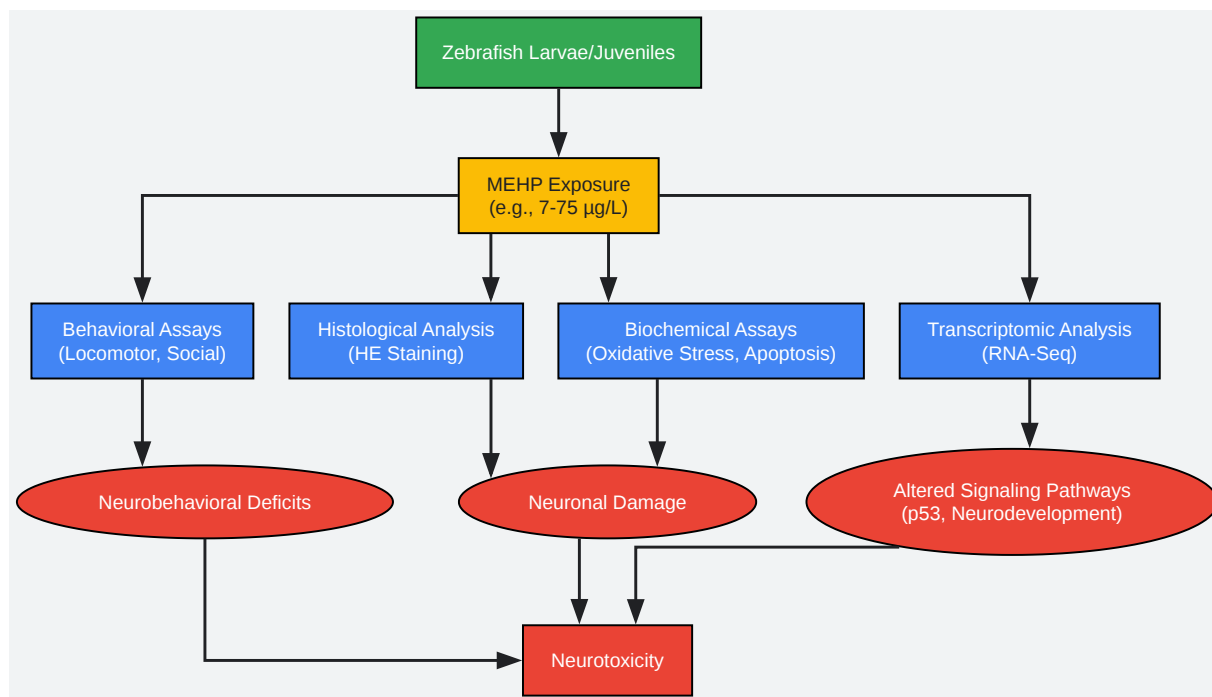 Zebrafish Larvae/Juveniles
MEHP Exposure
(e.g., 7-75 µg/L)
Behavioral Assays
(Locomotor, Social)
Histological Analysis
(HE Staining)
Biochemical Assays
(Oxidative Stress, Apoptosis)
Transcriptomic Analysis
(RNA-Seq)
Neurobehavioral Deficits
Neuronal Damage
Altered Signaling Pathways
(p53, Neurodevelopment)
Neurotoxicity